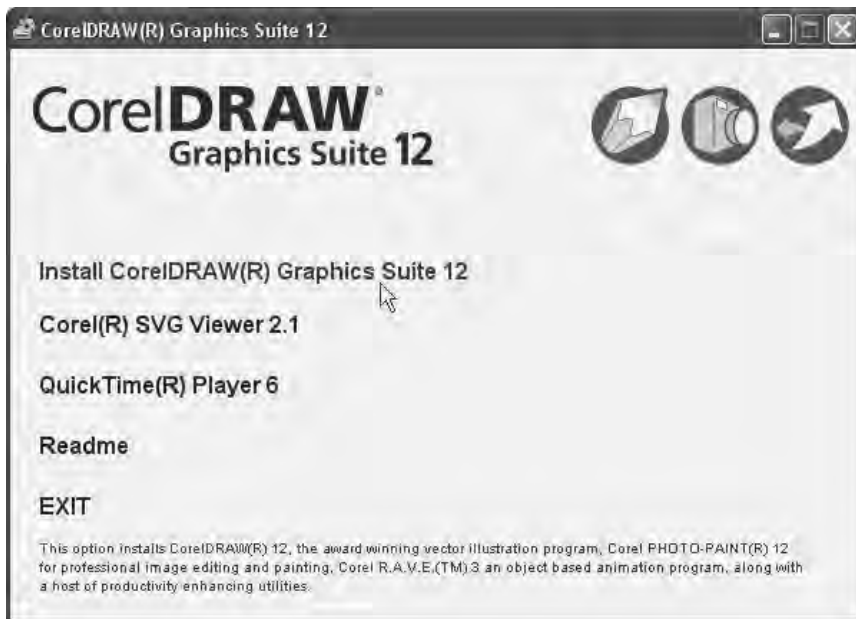 CorelDRAW(R) Graphics Suite 12
CorelDRAW®
Graphics Suite 12
Install CorelDRAW(R) Graphics Suite 12
Corel(R) SVG Viewer 2.1
QuickTime(R) Player 6
Readme
EXIT
This option installs CorelDRAW(R) 12, the award winning vector illustration program, Corel PHOTO-PAINT(R) 12
for professional image editing and painting, Corel R.A.V.E.(TM) 3 an object based animation program, along with
a host of productivity enhancing utilities.